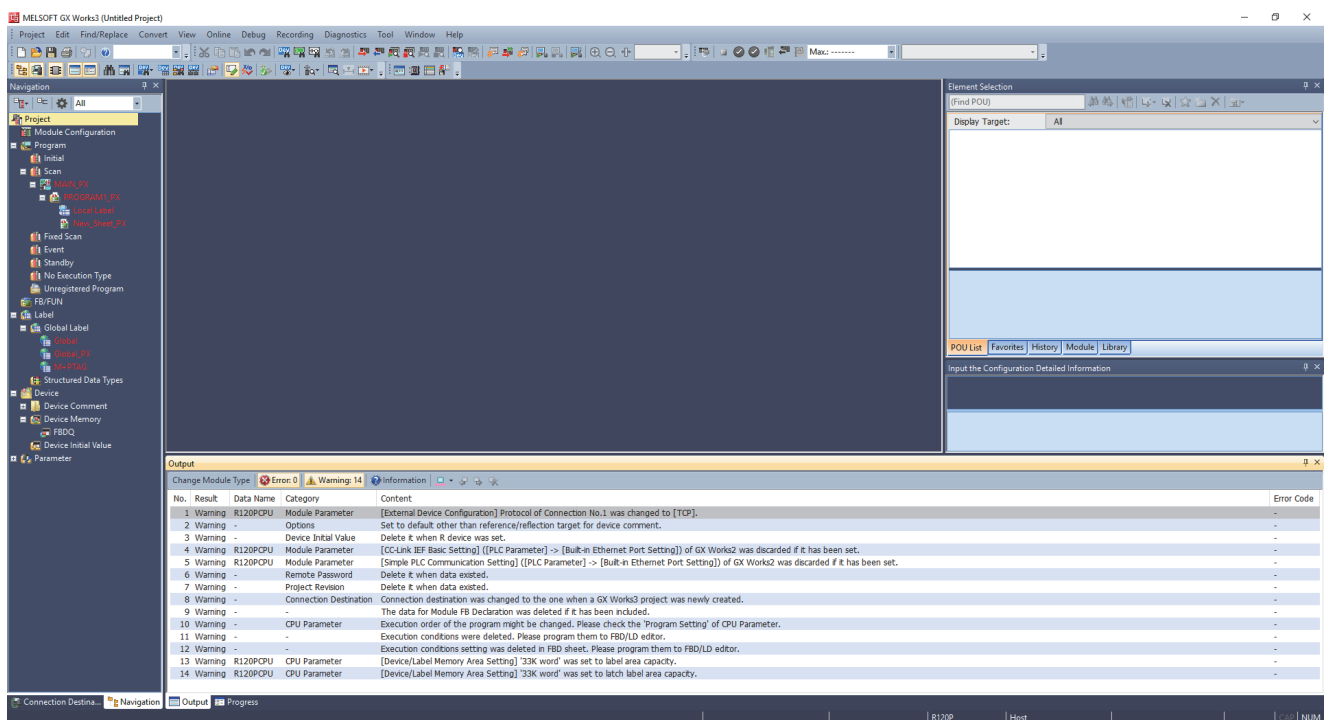 MELSOFT GX Works3 (Untitled Project)
Project Edit Find/Replace Convert View Online Debug Recording Diagnostics Tool Window Help
Max.: -------
Navigation
All
Project
Module Configuration
Program
Initial
Scan
MAIN_PX
PROGRAM1_PX
Local Label
New_Sheet_PX
Fixed Scan
Event
Standby
No Execution Type
Unregistered Program
FB/FUN
Label
Global Label
Global
Global_PX
M+PTAG
Structured Data Types
Device
Device Comment
Device Memory
FBDQ
Device Initial Value
Parameter
Connection Destina... Navigation
Element Selection
(Find POU)
Display Target: All
POU List Favorites History Module Library
Input the Configuration Detailed Information
Output
Change Module Type Error: 0 Warning: 14 Information
No. Result Data Name Category Content Error Code
1 Warning R120PCPU Module Parameter [External Device Configuration] Protocol of Connection No.1 was changed to [TCP]. -
2 Warning - Options Set to default other than reference/reflection target for device comment. -
3 Warning - Device Initial Value Delete it when R device was set. -
4 Warning R120PCPU Module Parameter [CC-Link IEF Basic Setting] ([PLC Parameter] -> [Built-in Ethernet Port Setting]) of GX Works2 was discarded if it has been set. -
5 Warning R120PCPU Module Parameter [Simple PLC Communication Setting] ([PLC Parameter] -> [Built-in Ethernet Port Setting]) of GX Works2 was discarded if it has been set. -
6 Warning - Remote Password Delete it when data existed. -
7 Warning - Project Revision Delete it when data existed. -
8 Warning - Connection Destination Connection destination was changed to the one when a GX Works3 project was newly created. -
9 Warning - - The data for Module FB Declaration was deleted if it has been included. -
10 Warning - CPU Parameter Execution order of the program might be changed. Please check the 'Program Setting' of CPU Parameter. -
11 Warning - - Execution conditions were deleted. Please program them to FBD/LD editor. -
12 Warning - - Execution conditions setting was deleted in FBD sheet. Please program them to FBD/LD editor. -
13 Warning R120PCPU CPU Parameter [Device/Label Memory Area Setting] '33K word' was set to label area capacity. -
14 Warning R120PCPU CPU Parameter [Device/Label Memory Area Setting] '33K word' was set to latch label area capacity. -
Output Progress
R120P Host CAP NUM